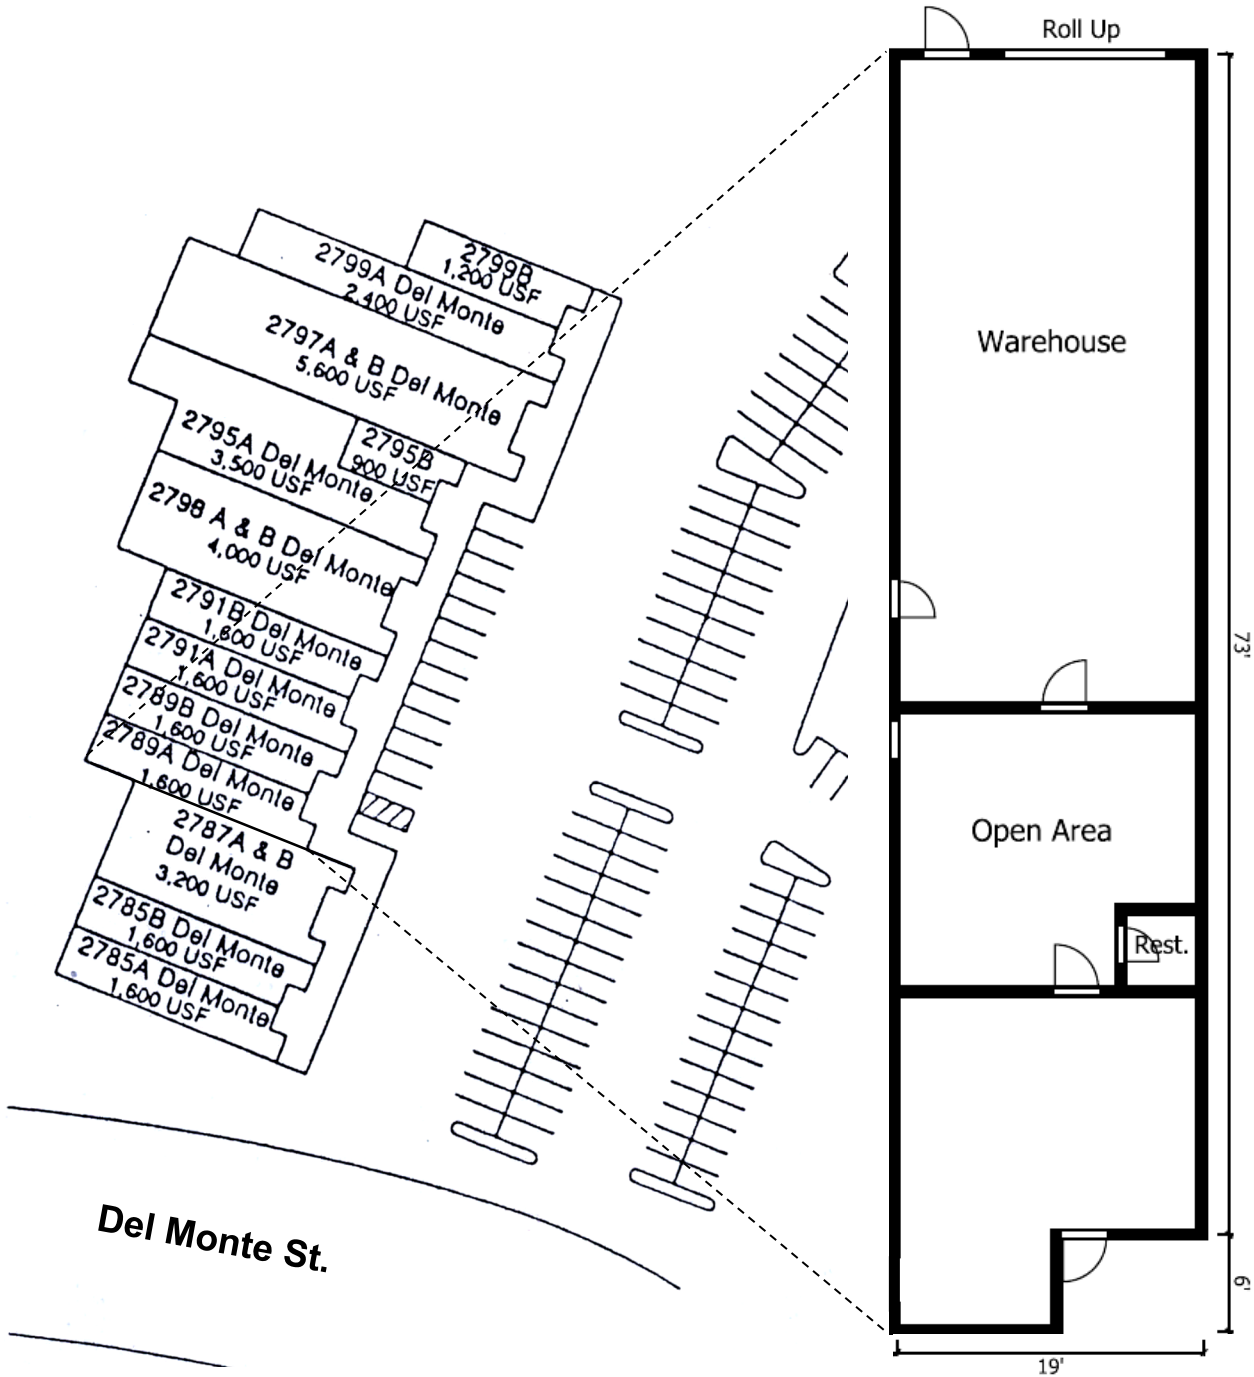 Roll Up
2799B
1,200 USF
2799A Del Monte
2,400 USF
2797A & B Del Monte
5,600 USF
2795B
900 USF
2795A Del Monte
3,500 USF
2798 A & B Del Monte
4,000 USF
2791B Del Monte
1,600 USF
2791A Del Monte
1,600 USF
2789B Del Monte
1,600 USF
2789A Del Monte
1,600 USF
2787A & B
Del Monte
3,200 USF
2785B Del Monte
1,600 USF
2785A Del Monte
1,600 USF
Del Monte St.
Warehouse
73'
Open Area
Rest.
6'
19'